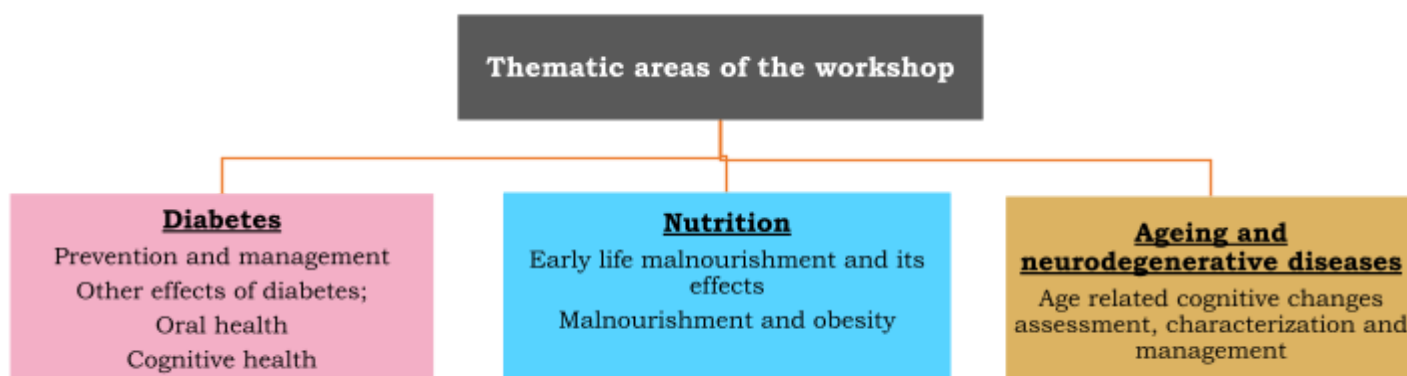 Thematic areas of the workshop
Diabetes
Prevention and management
Other effects of diabetes;
Oral health
Cognitive health
Nutrition
Early life malnourishment and its
effects
Malnourishment and obesity
Ageing and
neurodegenerative diseases
Age related cognitive changes
assessment, characterization and
management